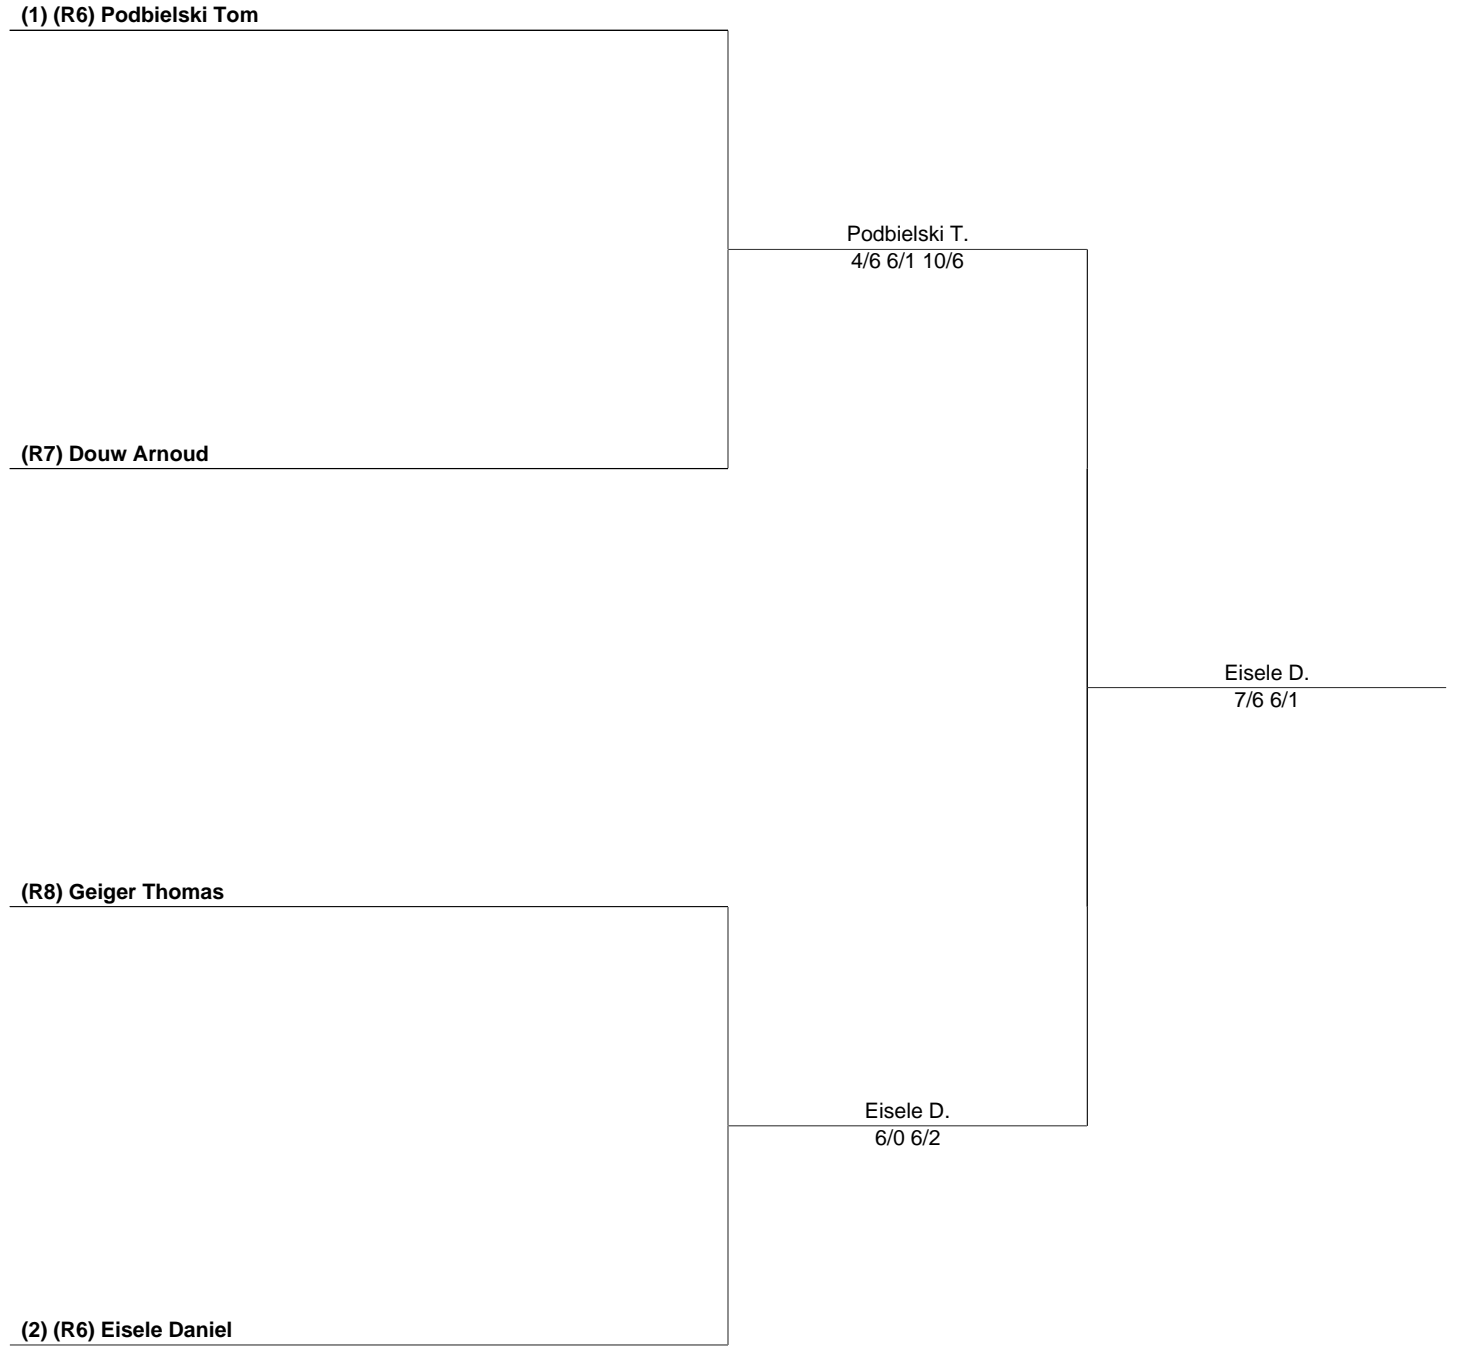 (1) (R6) Podbielski Tom
Podbielski T.
4/6 6/1 10/6
(R7) Douw Arnoud
Eisele D.
7/6 6/1
(R8) Geiger Thomas
Eisele D.
6/0 6/2
(2) (R6) Eisele Daniel